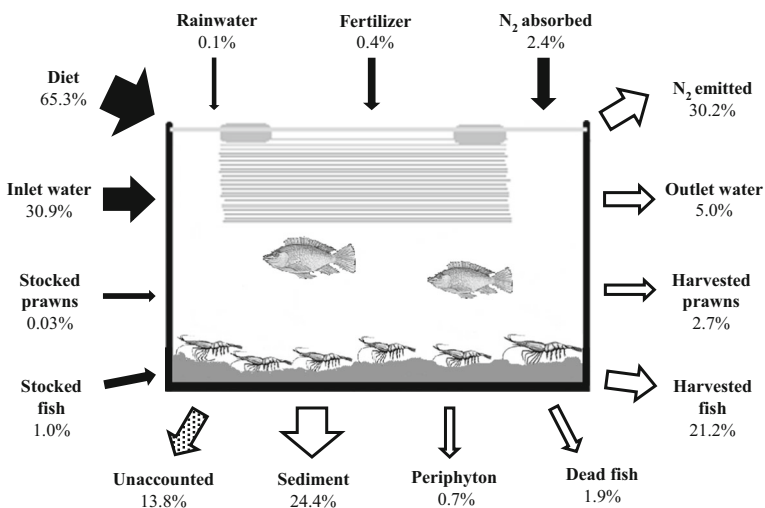 Rainwater
0.1%
Fertilizer
0.4%
N₂ absorbed
2.4%
Diet
65.3%
N₂ emitted
30.2%
Inlet water
30.9%
Outlet water
5.0%
Stocked
prawns
0.03%
Harvested
prawns
2.7%
Stocked
fish
1.0%
Harvested
fish
21.2%
Unaccounted
13.8%
Sediment
24.4%
Periphyton
0.7%
Dead fish
1.9%